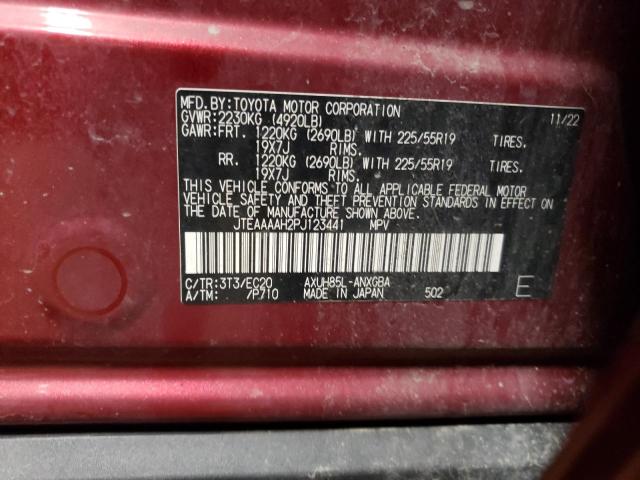 MFD. BY: TOYOTA MOTOR CORPORATION 11/22
GVWR: 2230KG (4920LB)
GAWR: FRT. 1220KG (2690LB) WITH 225/55R19 TIRES.
19X7J RIMS.
RR. 1220KG (2690LB) WITH 225/55R19 TIRES.
19X7J RIMS.
THIS VEHICLE CONFORMS TO ALL APPLICABLE FEDERAL MOTOR
VEHICLE SAFETY AND THEFT PREVENTION STANDARDS IN EFFECT ON THE
DATE OF MANUFACTURE SHOWN ABOVE.
JTEAAAAH2PJ123441 MPV
C/TR: 3T3/EC20 AXUH85L-ANXGBA
A/TM: /P710 MADE IN JAPAN 502 E